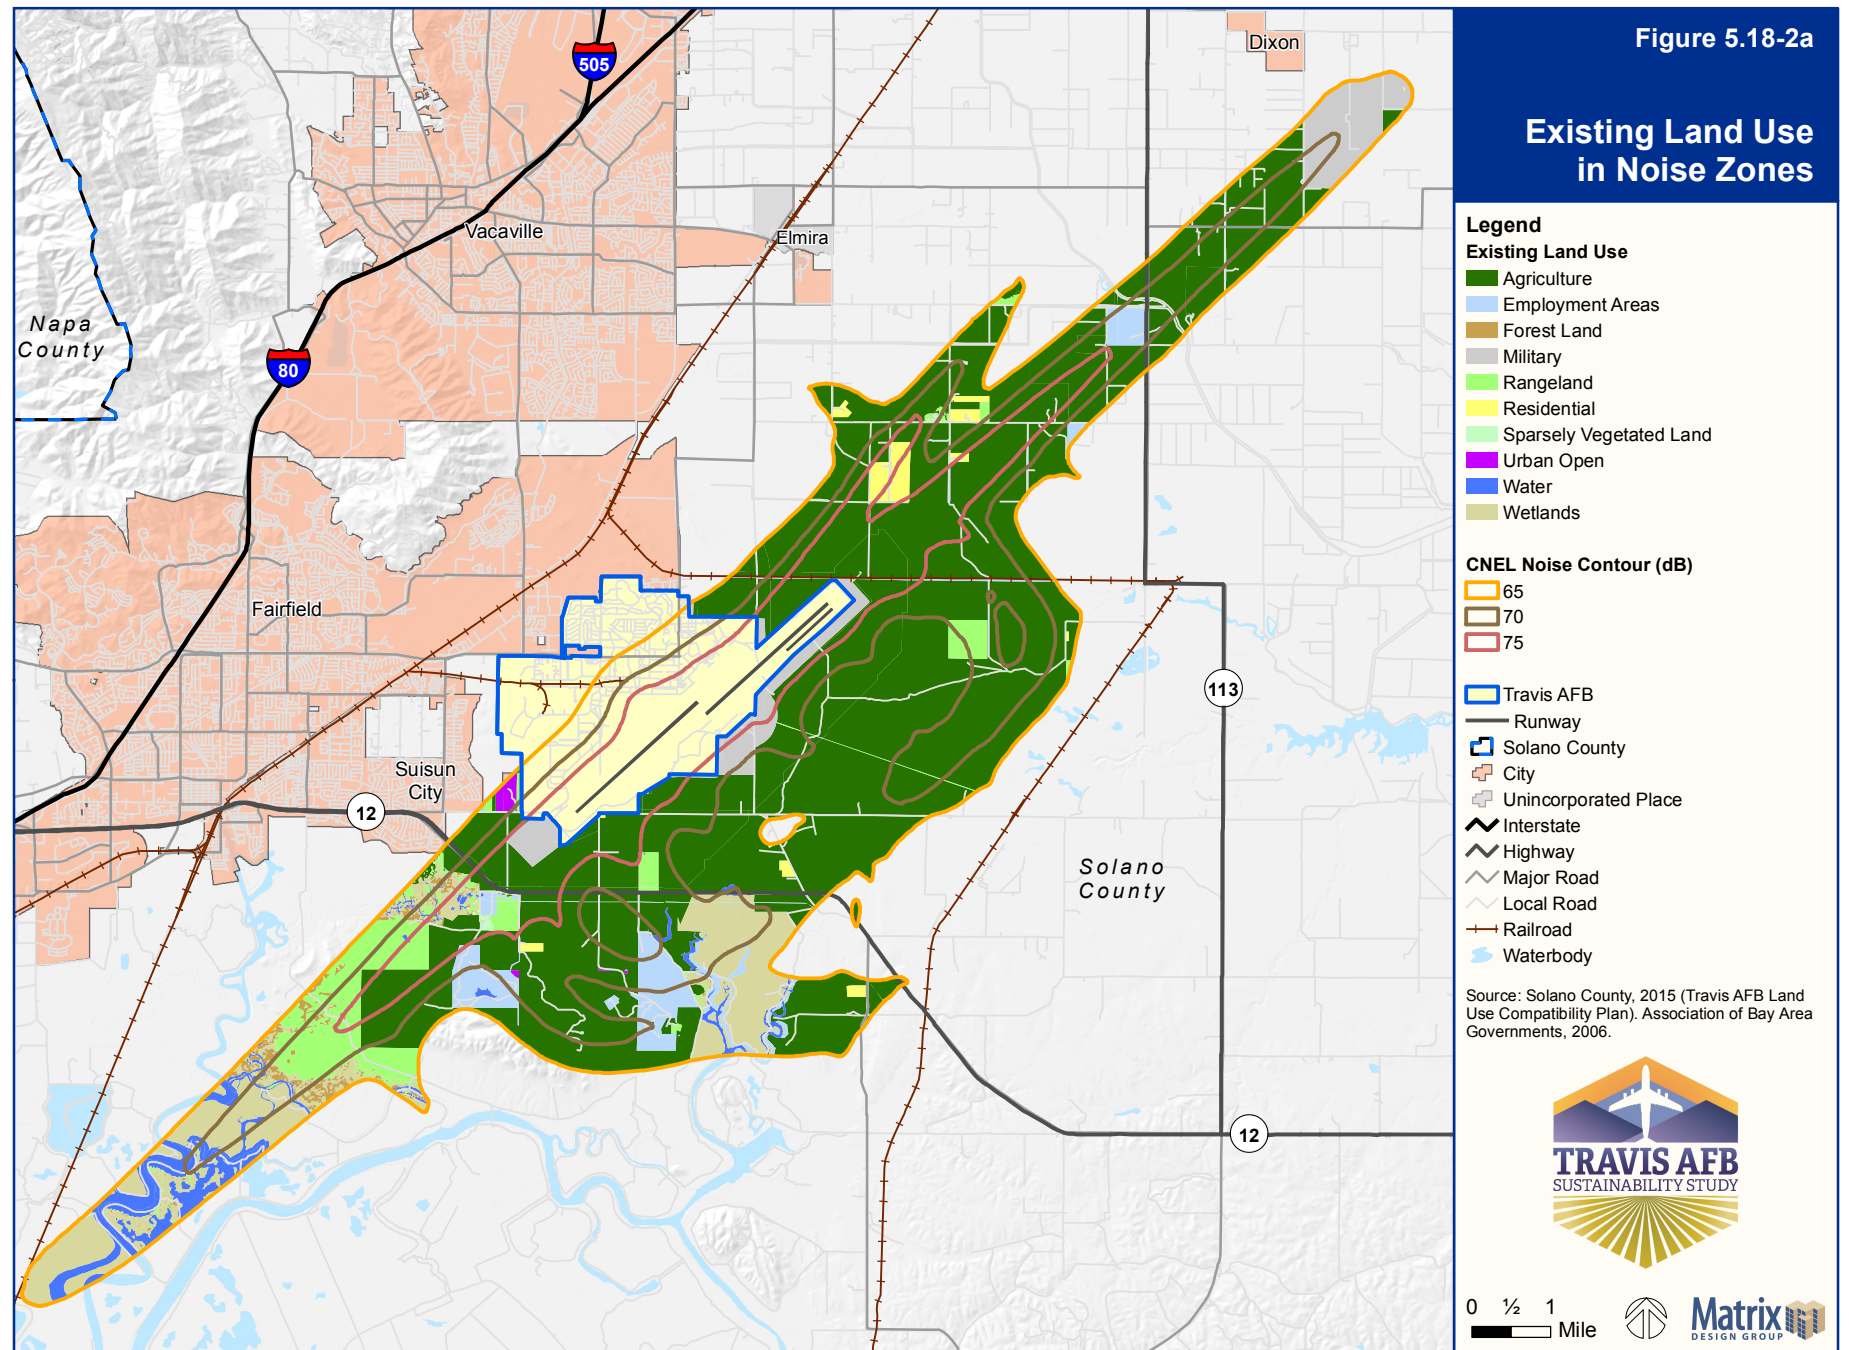 Figure 5.18-2a
Existing Land Use
in Noise Zones
Legend
Existing Land Use
Agriculture
Employment Areas
Forest Land
Military
Rangeland
Residential
Sparsely Vegetated Land
Urban Open
Water
Wetlands
CNEL Noise Contour (dB)
65
70
75
Travis AFB
Runway
Solano County
City
Unincorporated Place
Interstate
Highway
Major Road
Local Road
Railroad
Waterbody
Source: Solano County, 2015 (Travis AFB Land
Use Compatibility Plan). Association of Bay Area
Governments, 2006.
TRAVIS AFB
SUSTAINABILITY STUDY
0 ½ 1
Mile
Matrix
DESIGN GROUP
505
Dixon
Vacaville
Elmira
Napa
County
80
Fairfield
113
Suisun
City
12
Solano
County
12